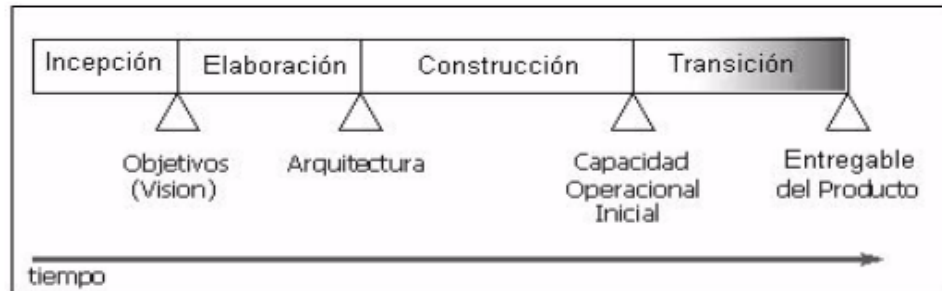 Incepción
Elaboración
Construcción
Transición
Objetivos
(Vision)
Arquitectura
Capacidad
Operacional
Inicial
Entregable
del Producto
tiempo